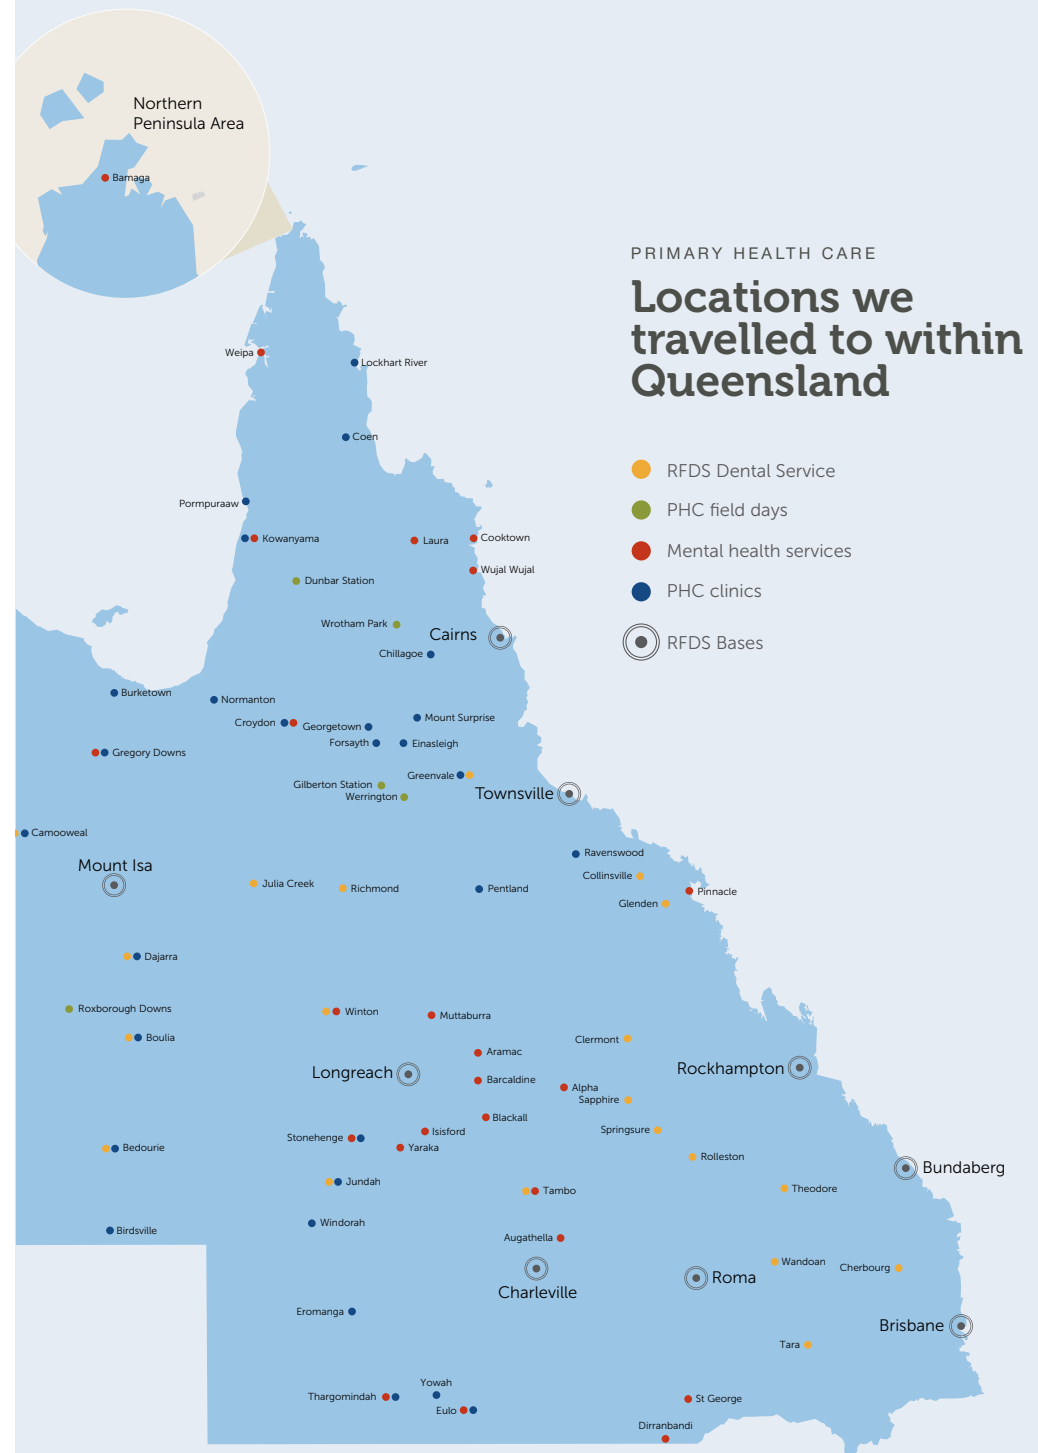 Northern
Peninsula Area
Bamaga
PRIMARY HEALTH CARE
Locations we
travelled to within
Queensland
Weipa
Lockhart River
Coen
RFDS Dental Service
PHC field days
Mental health services
PHC clinics
RFDS Bases
Pormpuraaw
Kowanyama
Laura
Cooktown
Wujal Wujal
Dunbar Station
Wrotham Park
Cairns
Chillagoe
Burketown
Normanton
Croydon
Georgetown
Mount Surprise
Forsayth
Einasleigh
Gregory Downs
Greenvale
Gilberton Station
Werrington
Townsville
Camooweal
Ravenswood
Mount Isa
Collinsville
Julia Creek
Richmond
Pentland
Pinnacle
Glenden
Dajarra
Roxborough Downs
Winton
Muttaburra
Boulia
Clermont
Aramac
Longreach
Rockhampton
Barcaldine
Alpha
Sapphire
Blackall
Isisford
Springsure
Stonehenge
Yaraka
Bedourie
Rolleston
Bundaberg
Jundah
Tambo
Theodore
Windorah
Birdsville
Augathella
Wandoan
Cherbourg
Roma
Charleville
Eromanga
Brisbane
Tara
Yowah
Thargomindah
St George
Eulo
Dirranbandi